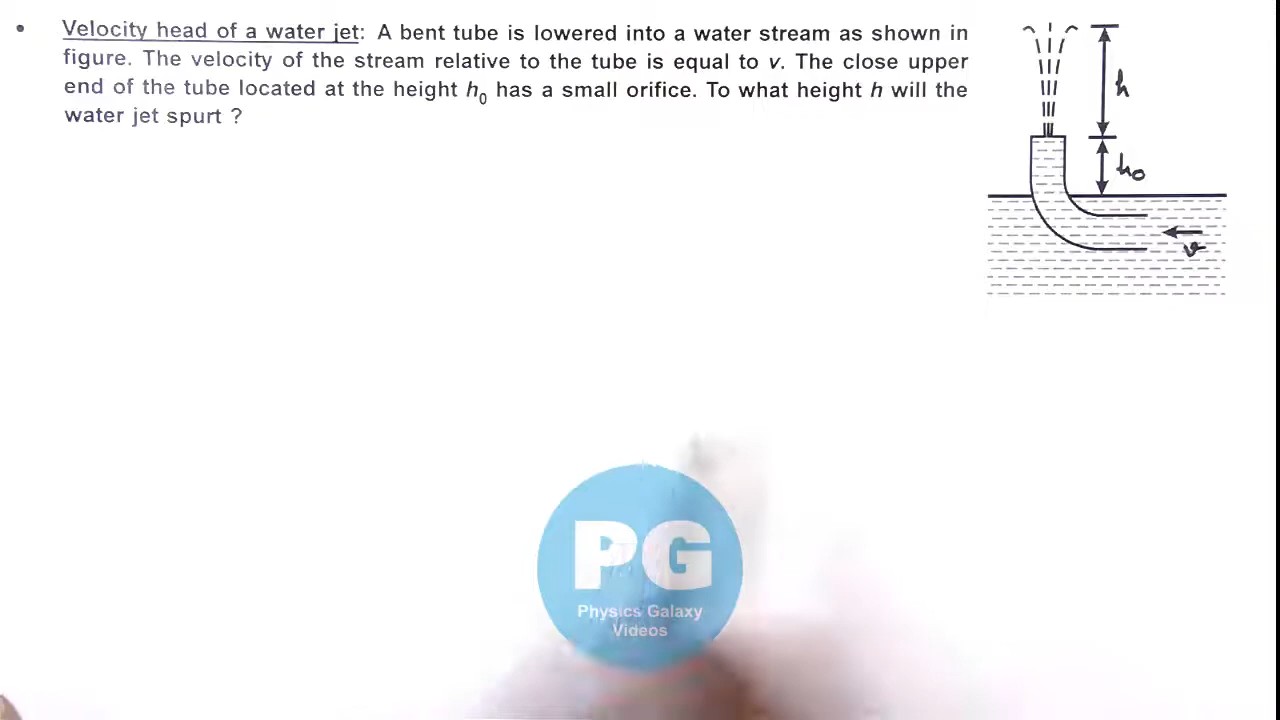 • Velocity head of a water jet: A bent tube is lowered into a water stream as shown in
figure. The velocity of the stream relative to the tube is equal to v. The close upper
end of the tube located at the height h₀ has a small orifice. To what height h will the
water jet spurt ?
h
h₀
v
PG
Physics Galaxy
Videos